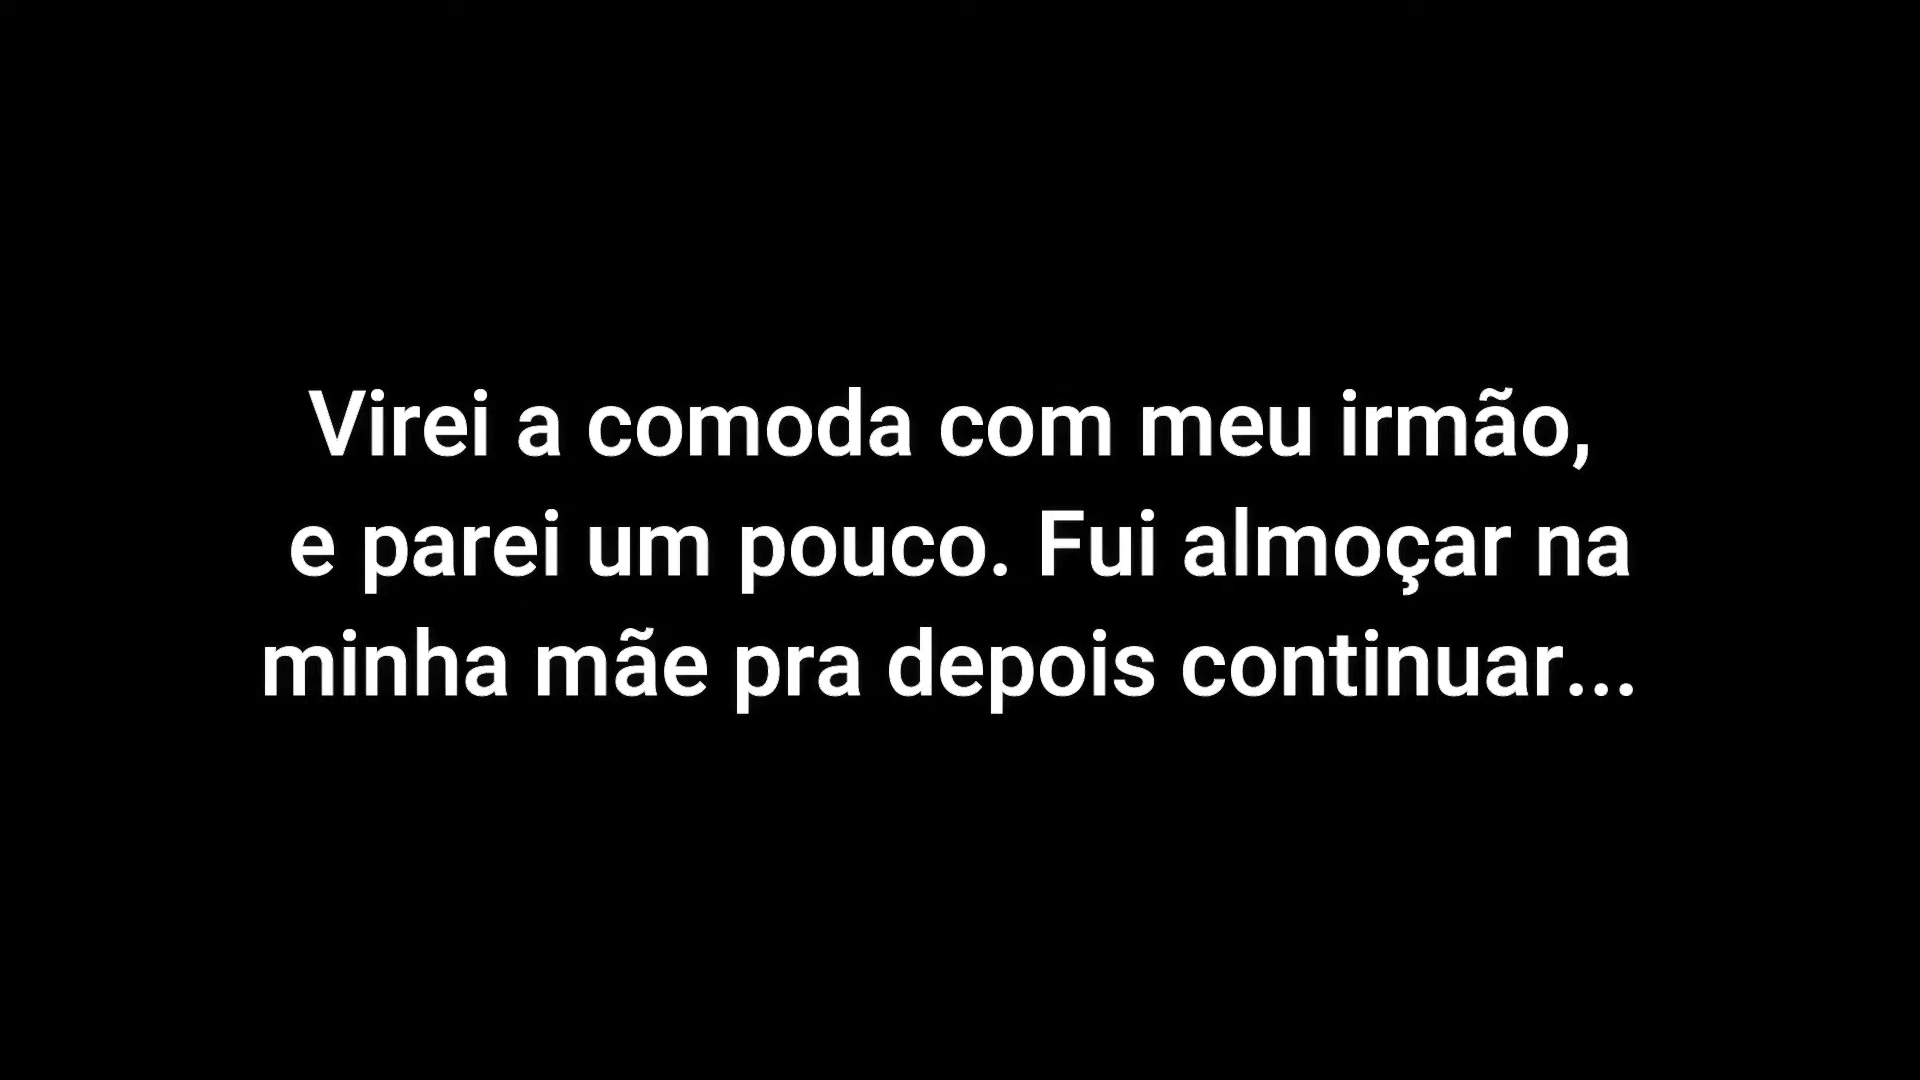 Virei a comoda com meu irmão,
e parei um pouco. Fui almoçar na
minha mãe pra depois continuar...